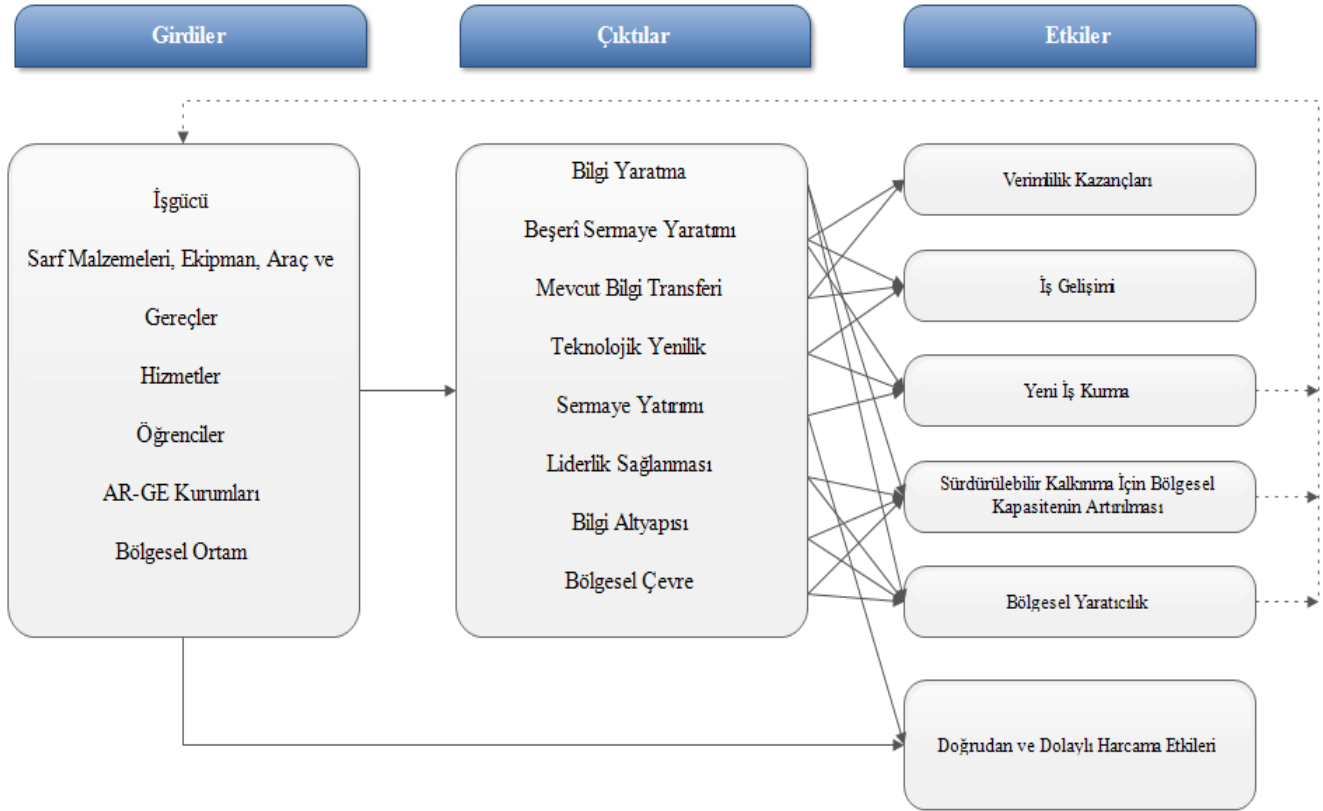 Girdiler
Çıktılar
Etkiler
İşgücü
Sarf Malzemeleri, Ekipman, Araç ve
Gereçler
Hizmetler
Öğrenciler
AR-GE Kurumları
Bölgesel Ortam
Bilgi Yaratma
Beşerî Sermaye Yaratımı
Mevcut Bilgi Transferi
Teknolojik Yenilik
Sermaye Yatırımı
Liderlik Sağlanması
Bilgi Altyapısı
Bölgesel Çevre
Verimlilik Kazançları
İş Gelişimi
Yeni İş Kurma
Sürdürülebilir Kalkınma İçin Bölgesel
Kapasitenin Artırılması
Bölgesel Yaratıcılık
Doğrudan ve Dolaylı Harcama Etkileri